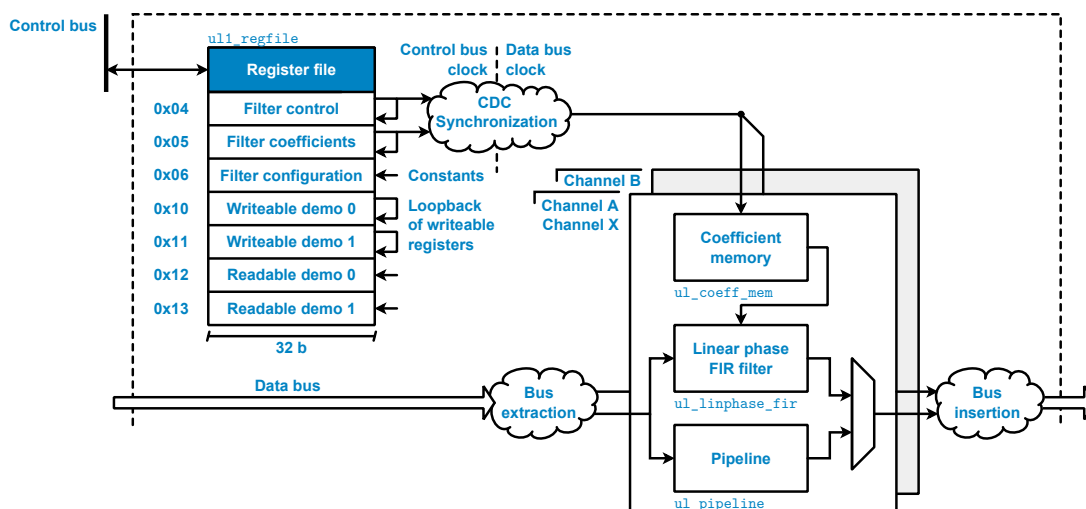 Control bus
ul1_regfile
Register file
Control bus
clock
Data bus
clock
0x04
Filter control
CDC
Synchronization
0x05
Filter coefficients
0x06
Filter configuration
Constants
0x10
Writeable demo 0
Loopback
of writeable
registers
0x11
Writeable demo 1
0x12
Readable demo 0
0x13
Readable demo 1
32 b
Channel B
Channel A
Channel X
Coefficient
memory
ul_coeff_mem
Linear phase
FIR filter
ul_linphase_fir
Data bus
Bus
extraction
Bus
insertion
Pipeline
ul_pipeline